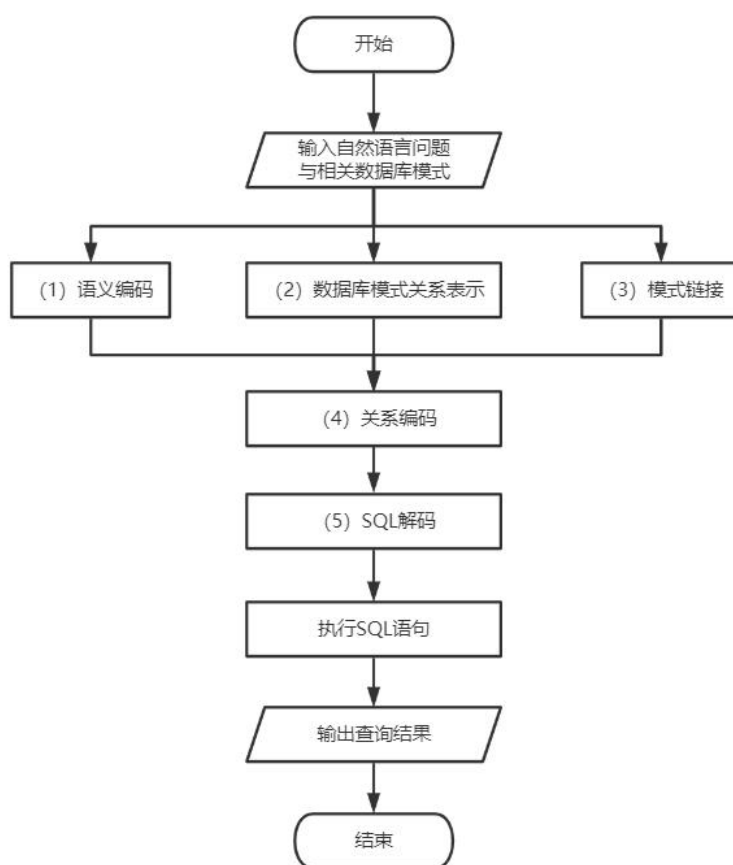 开始
输入自然语言问题
与相关数据库模式
（1）语义编码
（2）数据库模式关系表示
（3）模式链接
（4）关系编码
（5）SQL解码
执行SQL语句
输出查询结果
结束